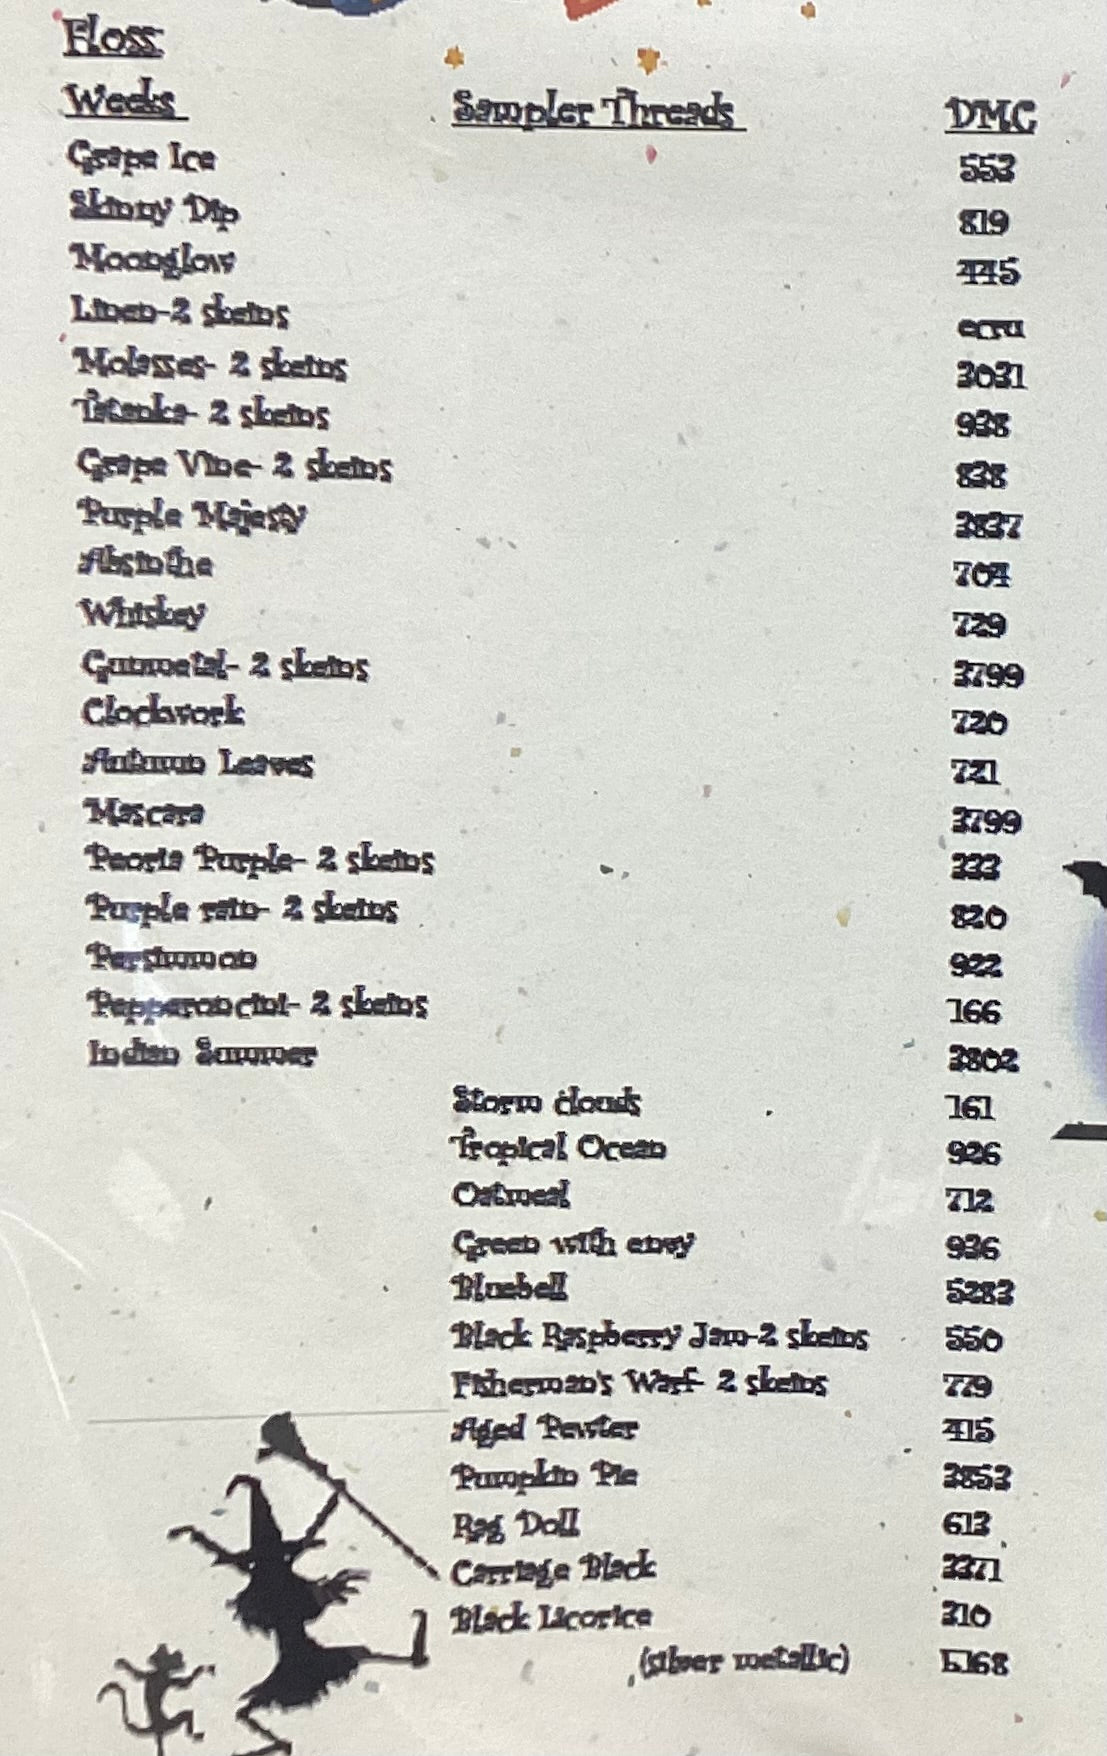 Floss
Weeks Sampler Threads DMC
Grape Ice 553
Skinny Dip 819
Moonglow 445
Linen-2 skeins ecru
Molasses- 2 skeins 3031
Tatanka- 2 skeins 938
Grape Vine- 2 skeins 838
Purple Majesty 3837
Absinthe 704
Whiskey 729
Gunmetal- 2 skeins 3799
Clockwork 720
Autumn Leaves 721
Mascara 3799
Peoria Purple- 2 skeins 333
Purple rain- 2 skeins 820
Persimmon 922
Pepperoncini- 2 skeins 166
Indian Summer 3802
Storm clouds 161
Tropical Ocean 926
Oatmeal 712
Green with envy 936
Bluebell 5283
Black Raspberry Jam-2 skeins 550
Fisherman's Warf- 2 skeins 779
Aged Pewter 415
Pumpkin Pie 3853
Rag Doll 613
Carriage Black 3371
Black Licorice 310
(silver metallic)